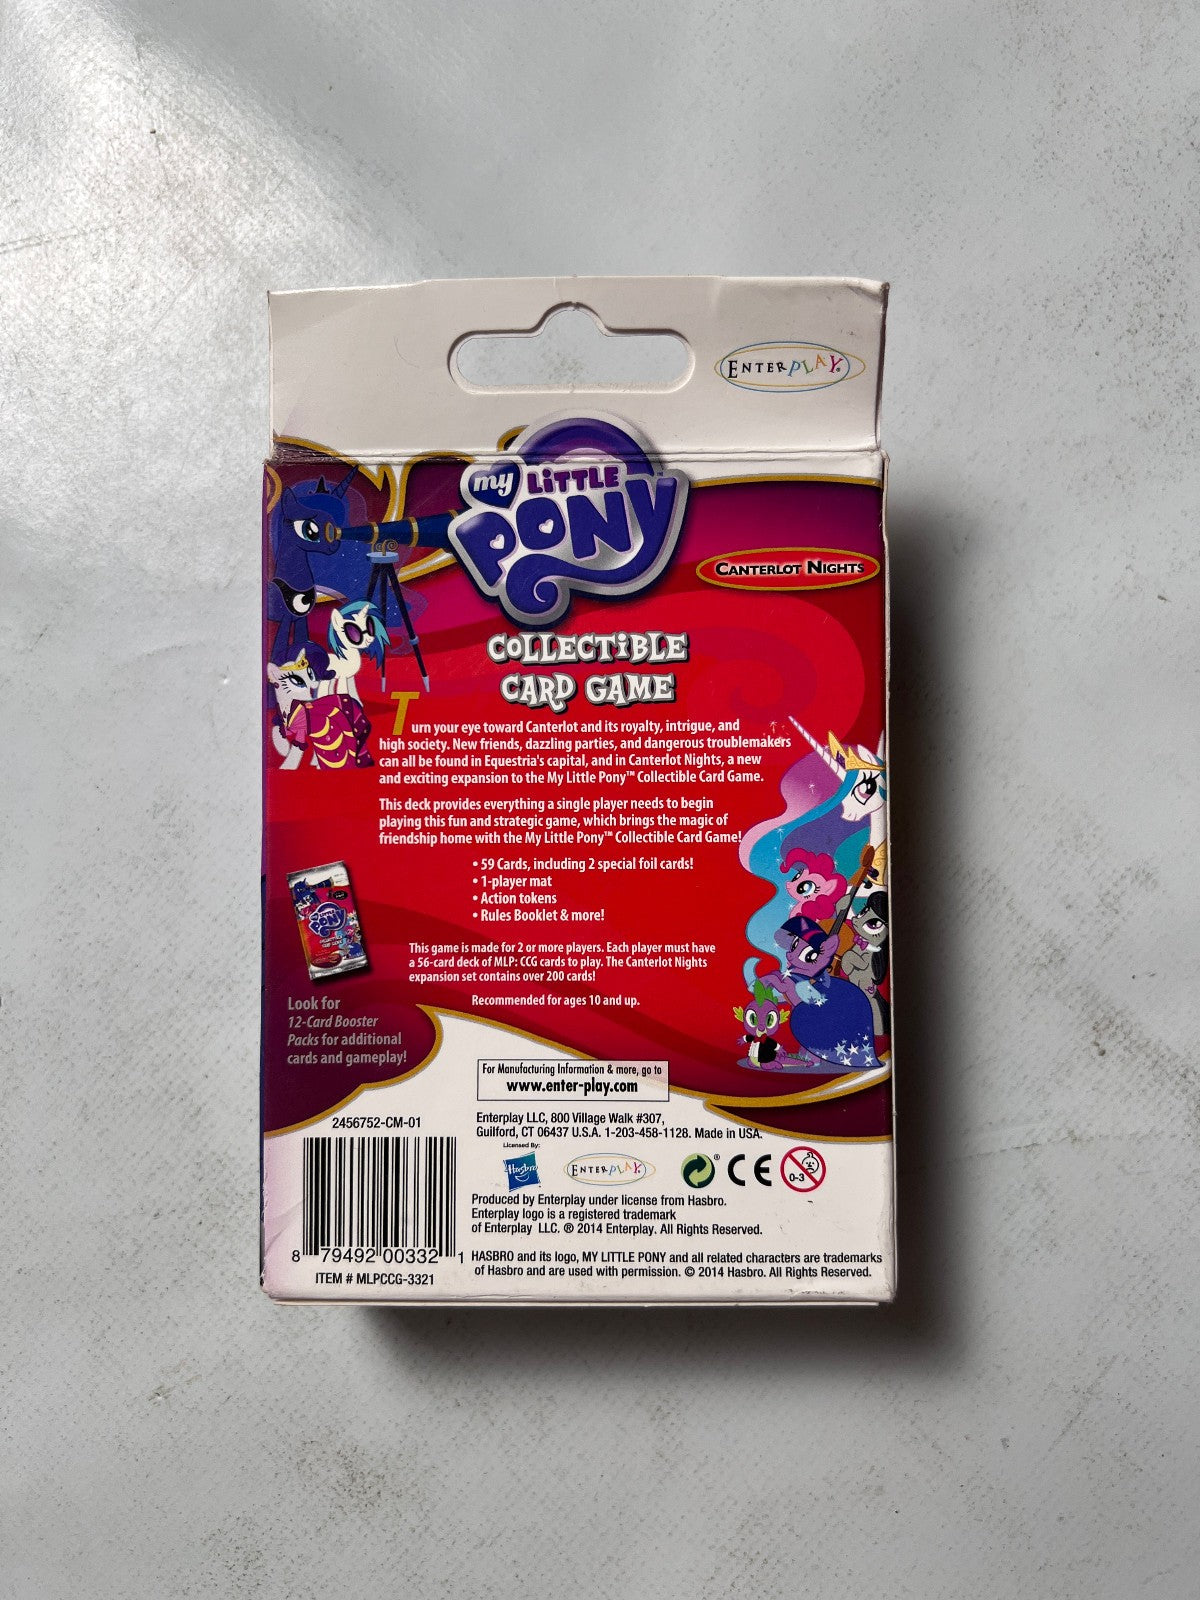 ENTERPLAY
my LiTTLE PONY
CANTERLOT NIGHTS
COLLECTiBLE
CARD GAME
Turn your eye toward Canterlot and its royalty, intrigue, and
high society. New friends, dazzling parties, and dangerous troublemakers
can all be found in Equestria's capital, and in Canterlot Nights, a new
and exciting expansion to the My Little Pony™ Collectible Card Game.
This deck provides everything a single player needs to begin
playing this fun and strategic game, which brings the magic of
friendship home with the My Little Pony™ Collectible Card Game!
• 59 Cards, including 2 special foil cards!
• 1-player mat
• Action tokens
• Rules Booklet & more!
This game is made for 2 or more players. Each player must have
a 56-card deck of MLP: CCG cards to play. The Canterlot Nights
expansion set contains over 200 cards!
Recommended for ages 10 and up.
PONY
Look for
12-Card Booster
Packs for additional
cards and gameplay!
For Manufacturing Information & more, go to
www.enter-play.com
2456752-CM-01
8 79492 00332 1
ITEM # MLPCCG-3321
Enterplay LLC, 800 Village Walk #307,
Guilford, CT 06437 U.S.A. 1-203-458-1128. Made in USA.
Licensed By:
Hasbro ENTERPLAY ® CE 0-3
Produced by Enterplay under license from Hasbro.
Enterplay logo is a registered trademark
of Enterplay LLC. ® 2014 Enterplay. All Rights Reserved.
HASBRO and its logo, MY LITTLE PONY and all related characters are trademarks
of Hasbro and are used with permission. © 2014 Hasbro. All Rights Reserved.